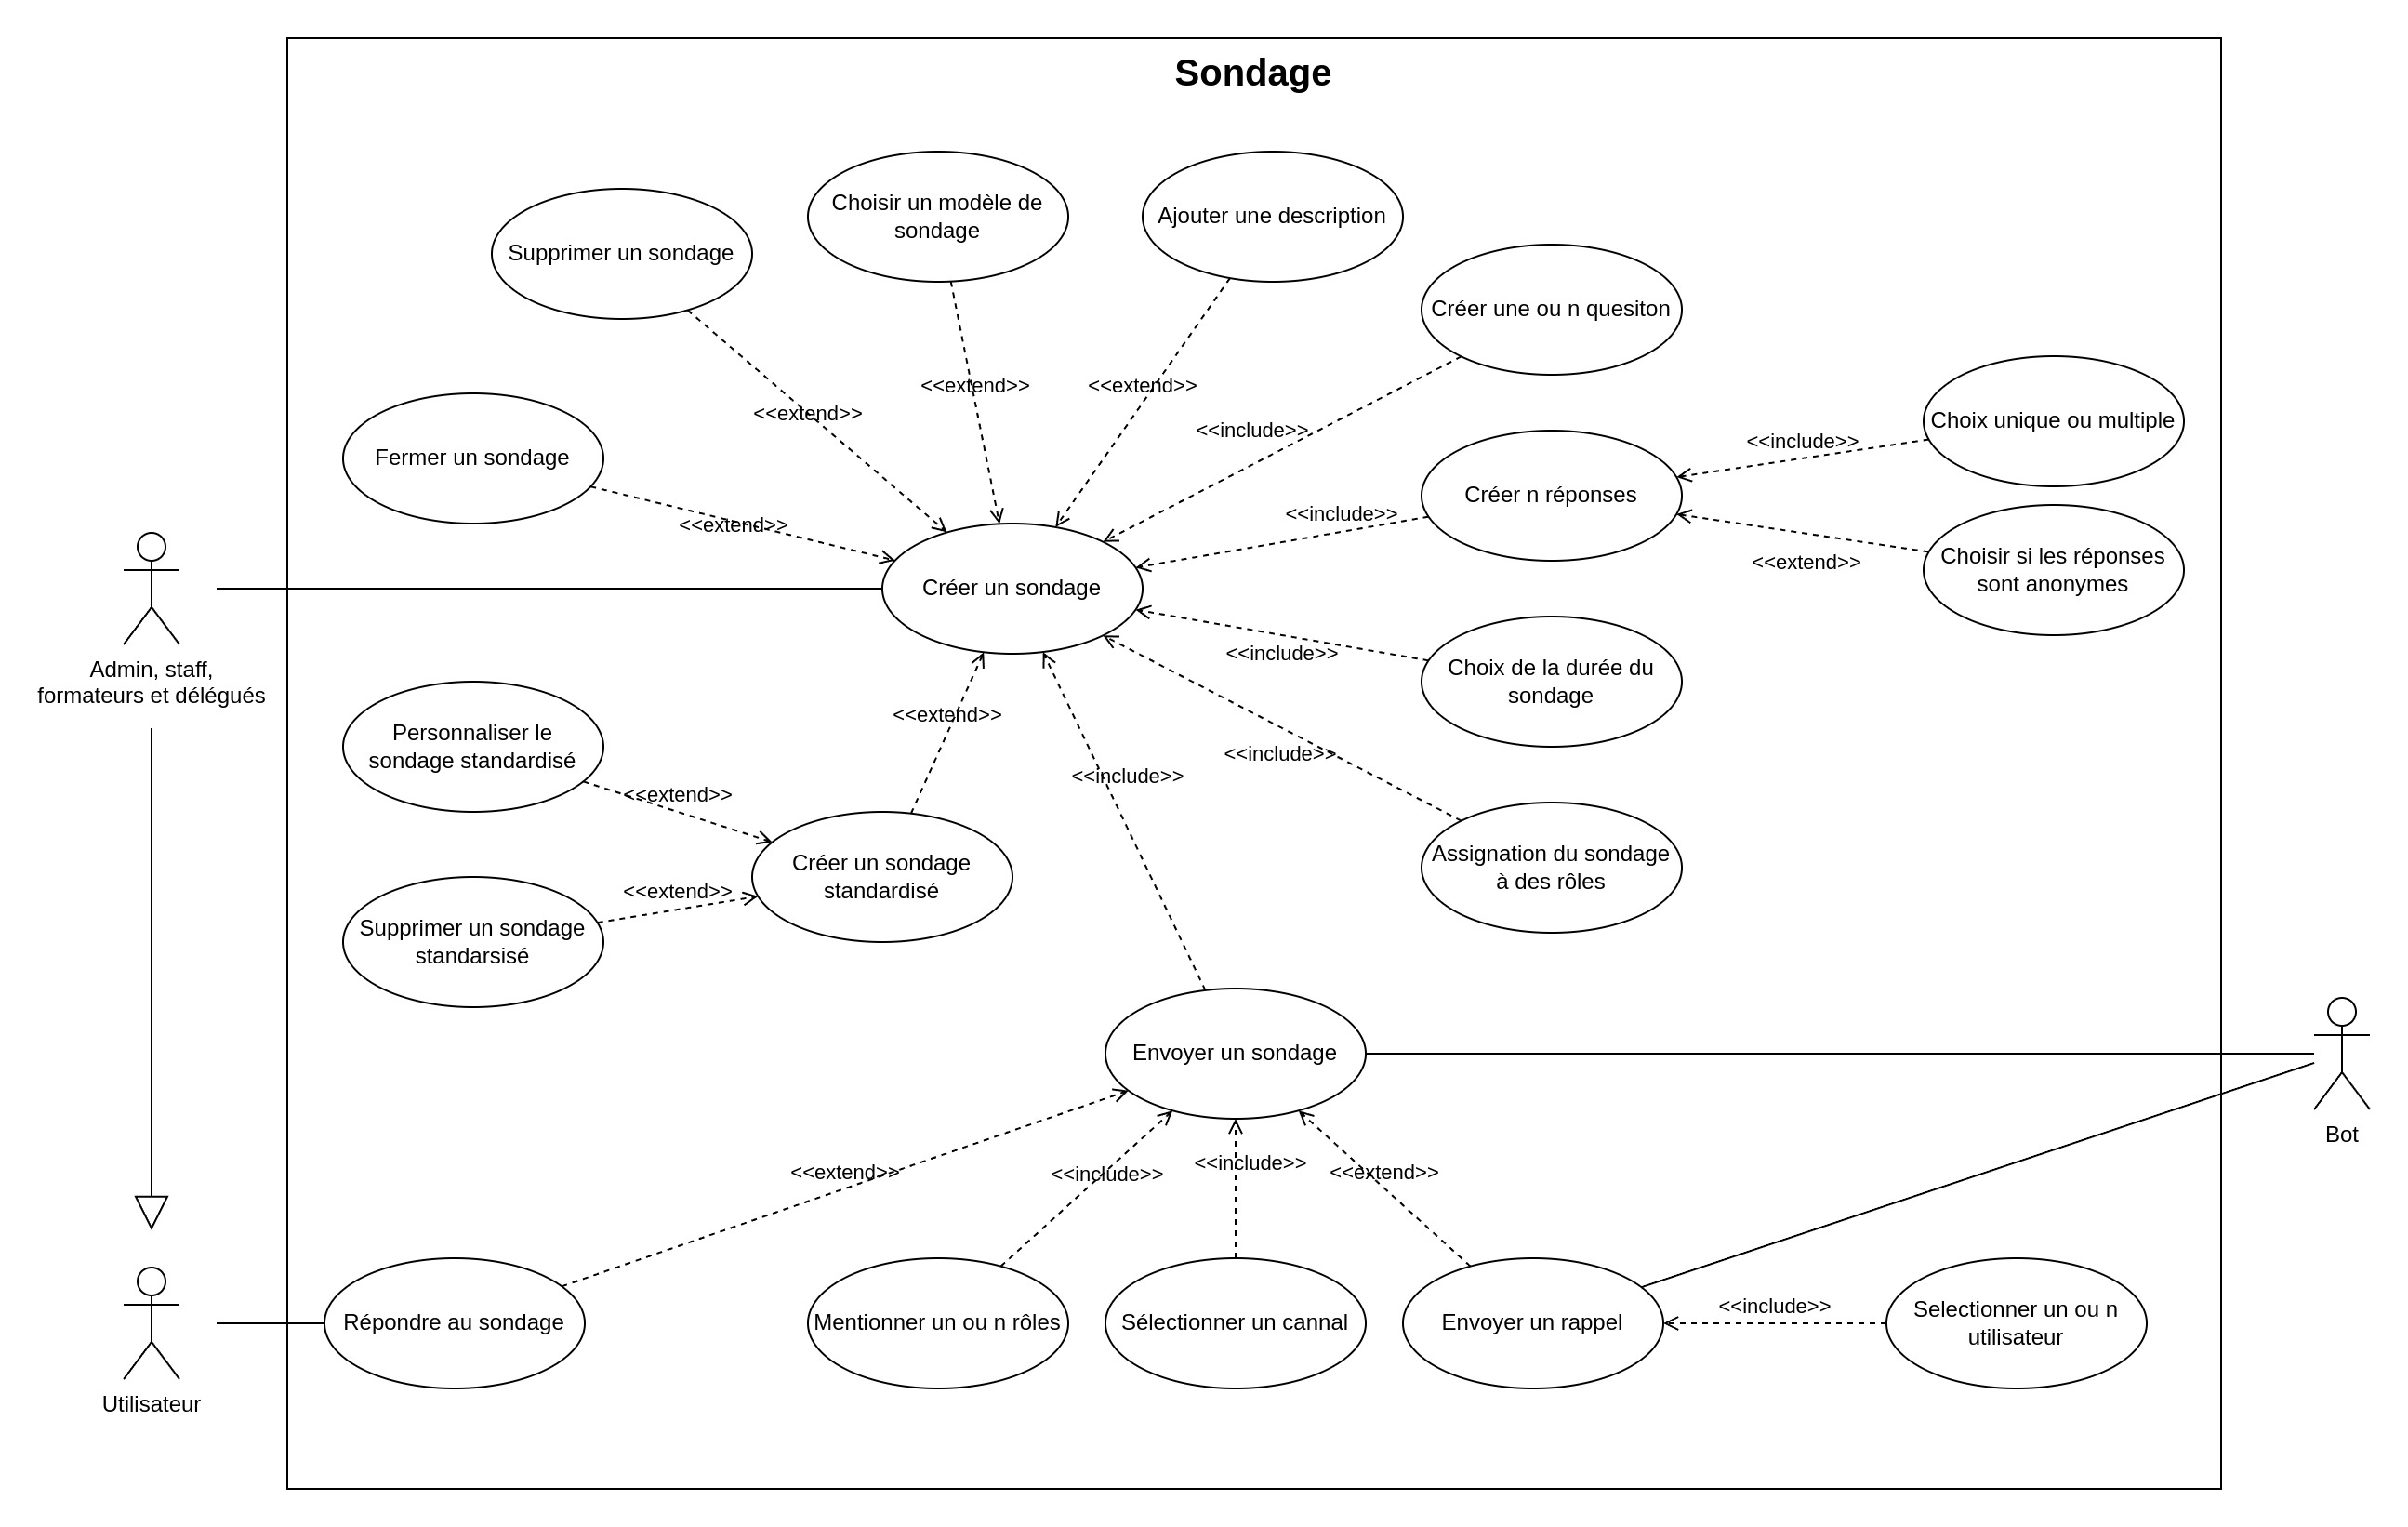 Sondage
Choisir un modèle de
sondage
Ajouter une description
Supprimer un sondage
Créer une ou n quesiton
<<extend>>
<<extend>>
<<extend>>
<<include>>
Choix unique ou multiple
<<include>>
Fermer un sondage
Créer n réponses
<<include>>
<<extend>>
Choisir si les réponses
sont anonymes
<<extend>>
Créer un sondage
Admin, staff,
formateurs et délégués
<<include>>
Choix de la durée du
sondage
Personnaliser le
sondage standardisé
<<extend>>
<<include>>
<<include>>
<<extend>>
Créer un sondage
standardisé
Assignation du sondage
à des rôles
<<extend>>
Supprimer un sondage
standarsisé
Envoyer un sondage
Bot
<<extend>>
<<include>>
<<include>>
<<extend>>
Répondre au sondage
Mentionner un ou n rôles
Sélectionner un cannal
Envoyer un rappel
<<include>>
Selectionner un ou n
utilisateur
Utilisateur